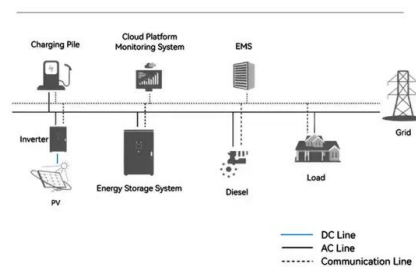 Charging Pile
Cloud Platform
Monitoring System
EMS
Grid
Inverter
PV
Energy Storage System
Diesel
Load
DC Line
AC Line
Communication Line